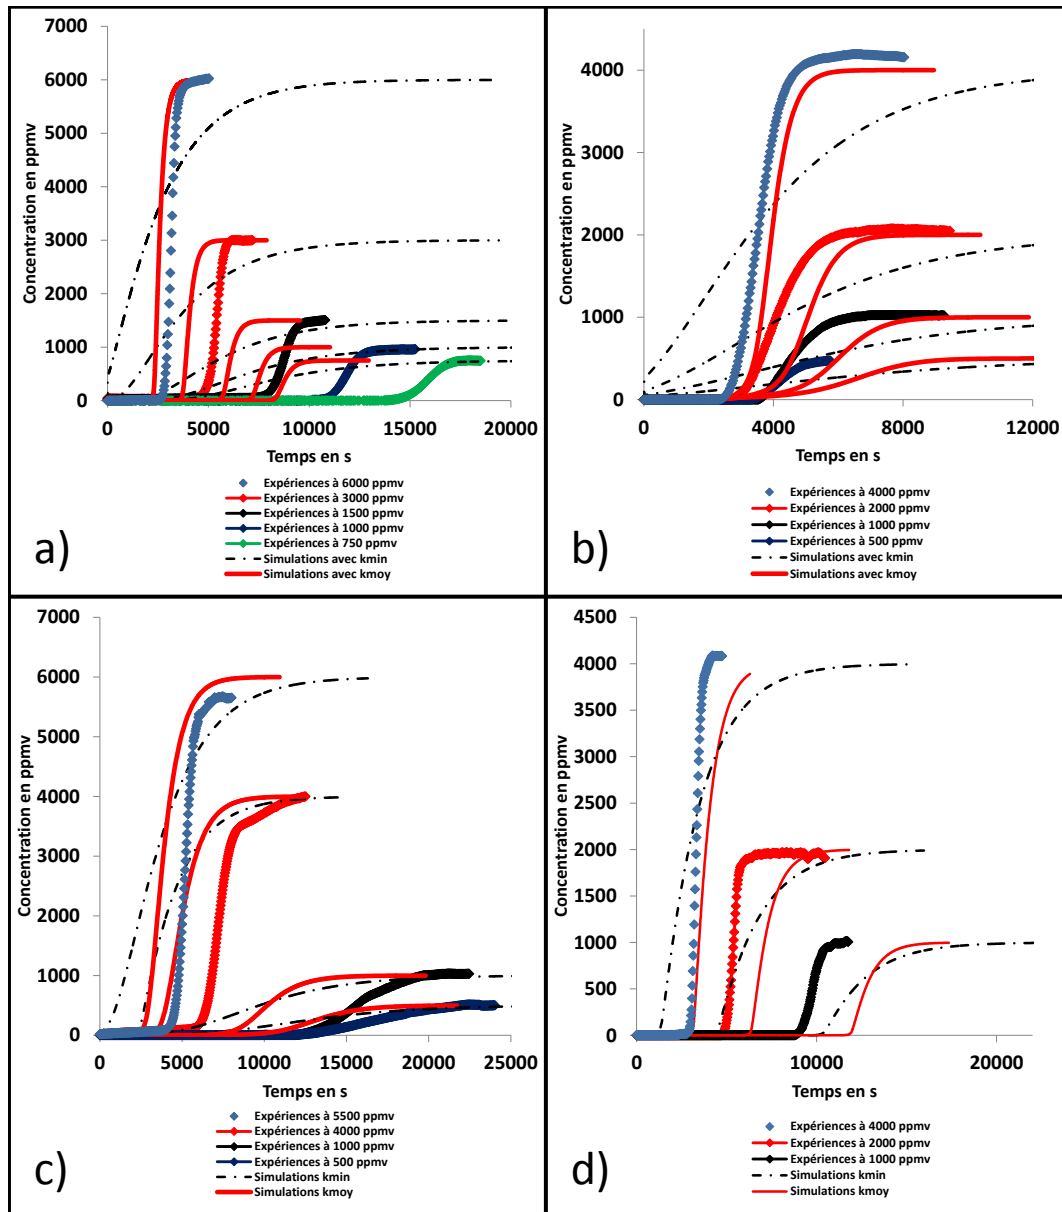 7000
6000
5000
4000
3000
2000
1000
0
Concentration en ppmv
0 5000 10000 15000 20000
Temps en s
Expériences à 6000 ppmv
Expériences à 3000 ppmv
Expériences à 1500 ppmv
Expériences à 1000 ppmv
Expériences à 750 ppmv
Simulations avec kmin
Simulations avec kmoy
a)
4000
3000
2000
1000
0
Concentration en ppmv
0 4000 8000 12000
Temps en s
Expériences à 4000 ppmv
Expériences à 2000 ppmv
Expériences à 1000 ppmv
Expériences à 500 ppmv
Simulations avec kmin
Simulations avec kmoy
b)
7000
6000
5000
4000
3000
2000
1000
0
Concentration en ppmv
0 5000 10000 15000 20000 25000
Temps en s
Expériences à 5500 ppmv
Expériences à 4000 ppmv
Expériences à 1000 ppmv
Expériences à 500 ppmv
Simulations kmin
Simulations kmoy
c)
4500
4000
3500
3000
2500
2000
1500
1000
500
0
Concentration en ppmv
0 10000 20000
Temps en s
Expériences à 4000 ppmv
Expériences à 2000 ppmv
Expériences à 1000 ppmv
Simulations avec kmin
Simulations kmoy
d)